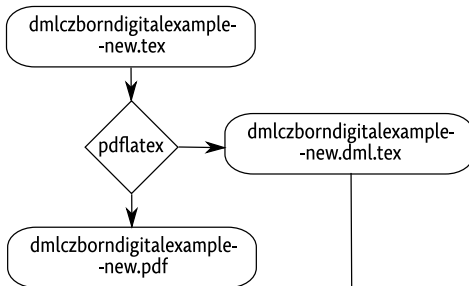 dmlczborndigitalexample-
-new.tex
pdflatex
dmlczborndigitalexample-
-new.dml.tex
dmlczborndigitalexample-
-new.pdf